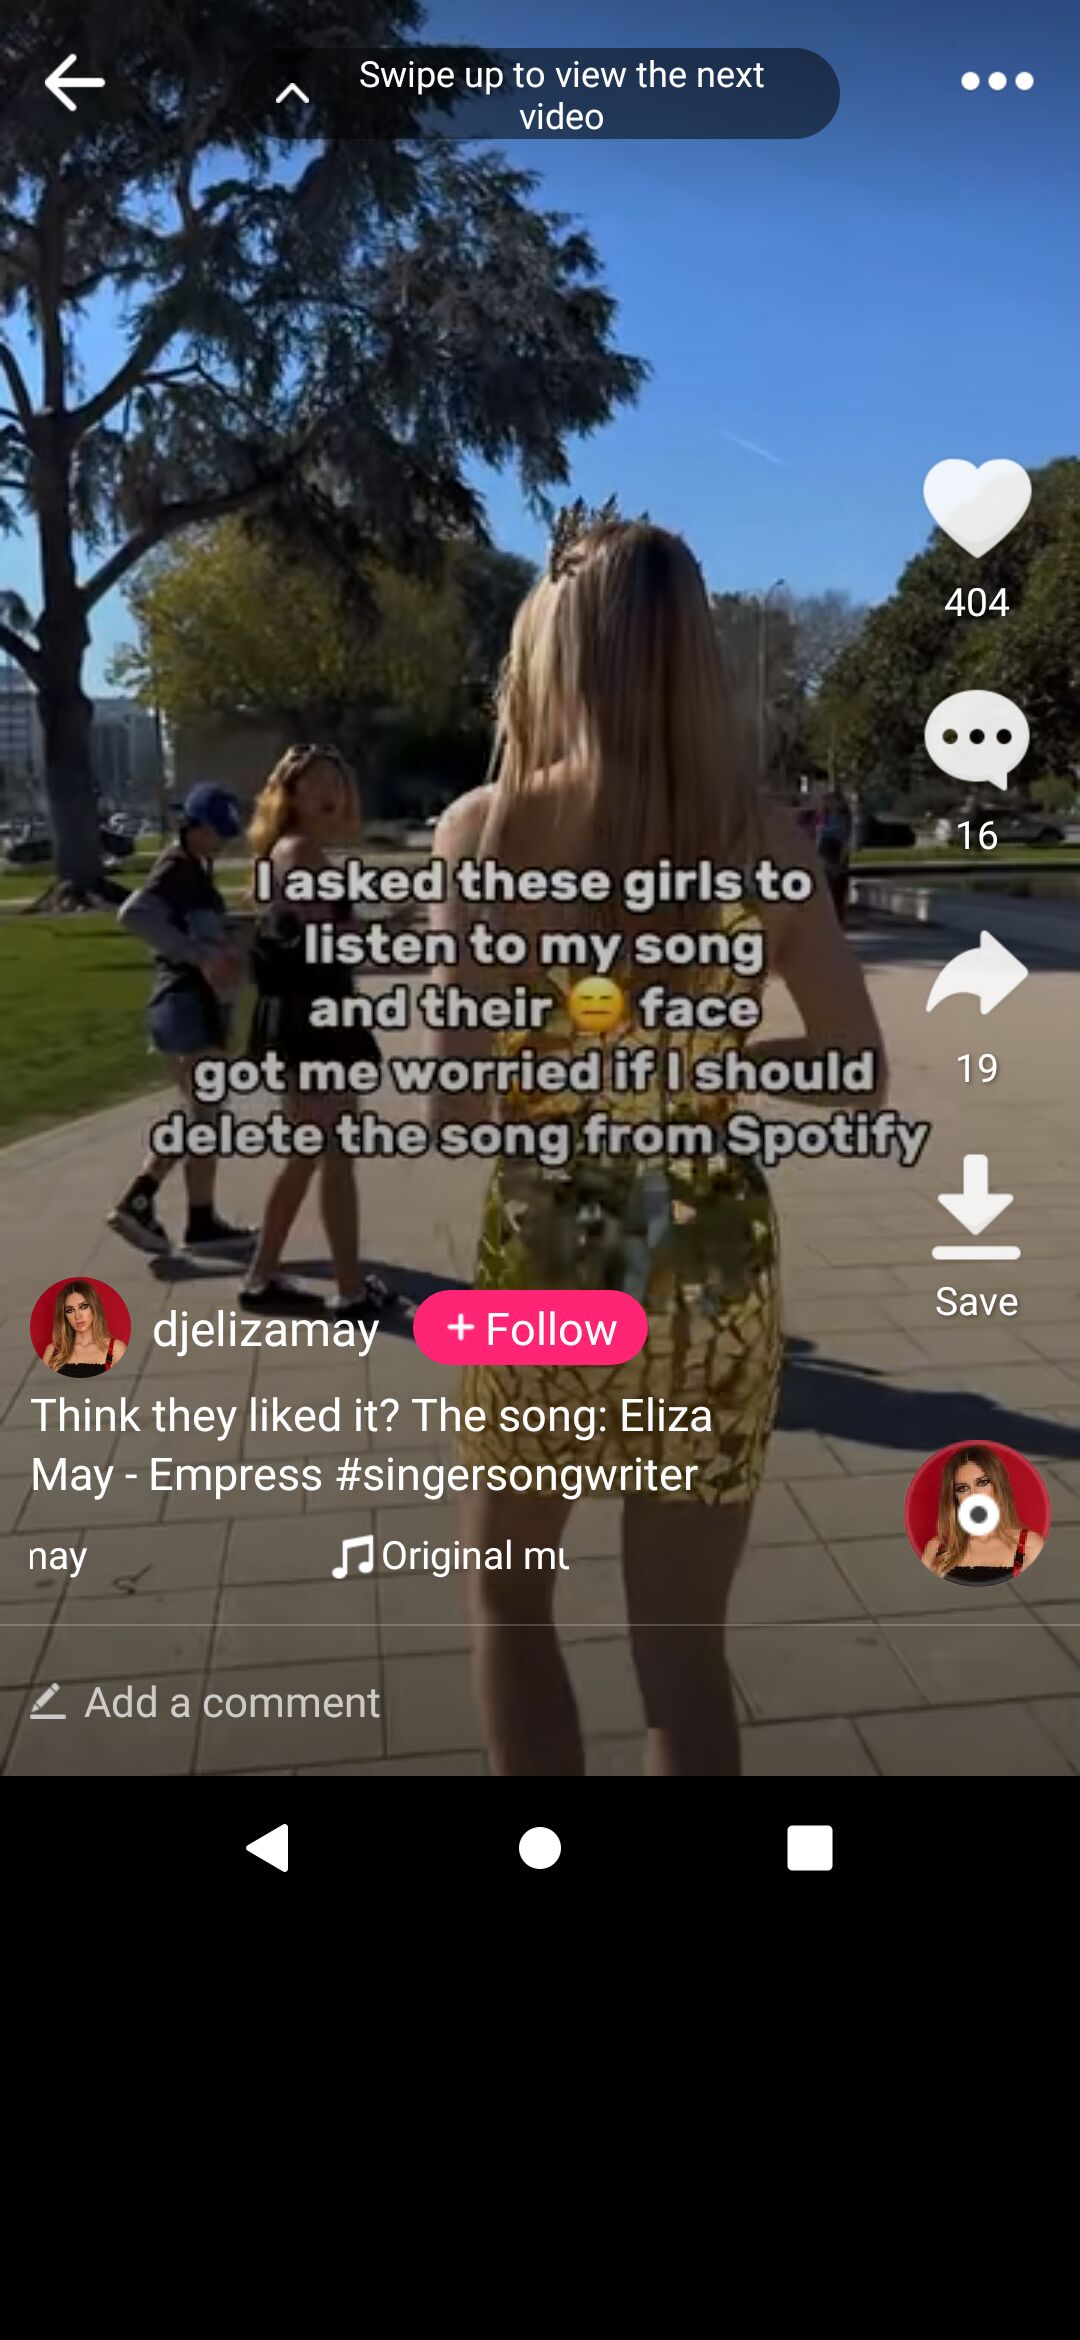 Swipe up to view the next
video
404
16
I asked these girls to
listen to my song
and their 😑 face
got me worried if I should
delete the song from Spotify
19
Save
djelizamay
+ Follow
Think they liked it? The song: Eliza
May - Empress #singersongwriter
nay
Original mu
Add a comment